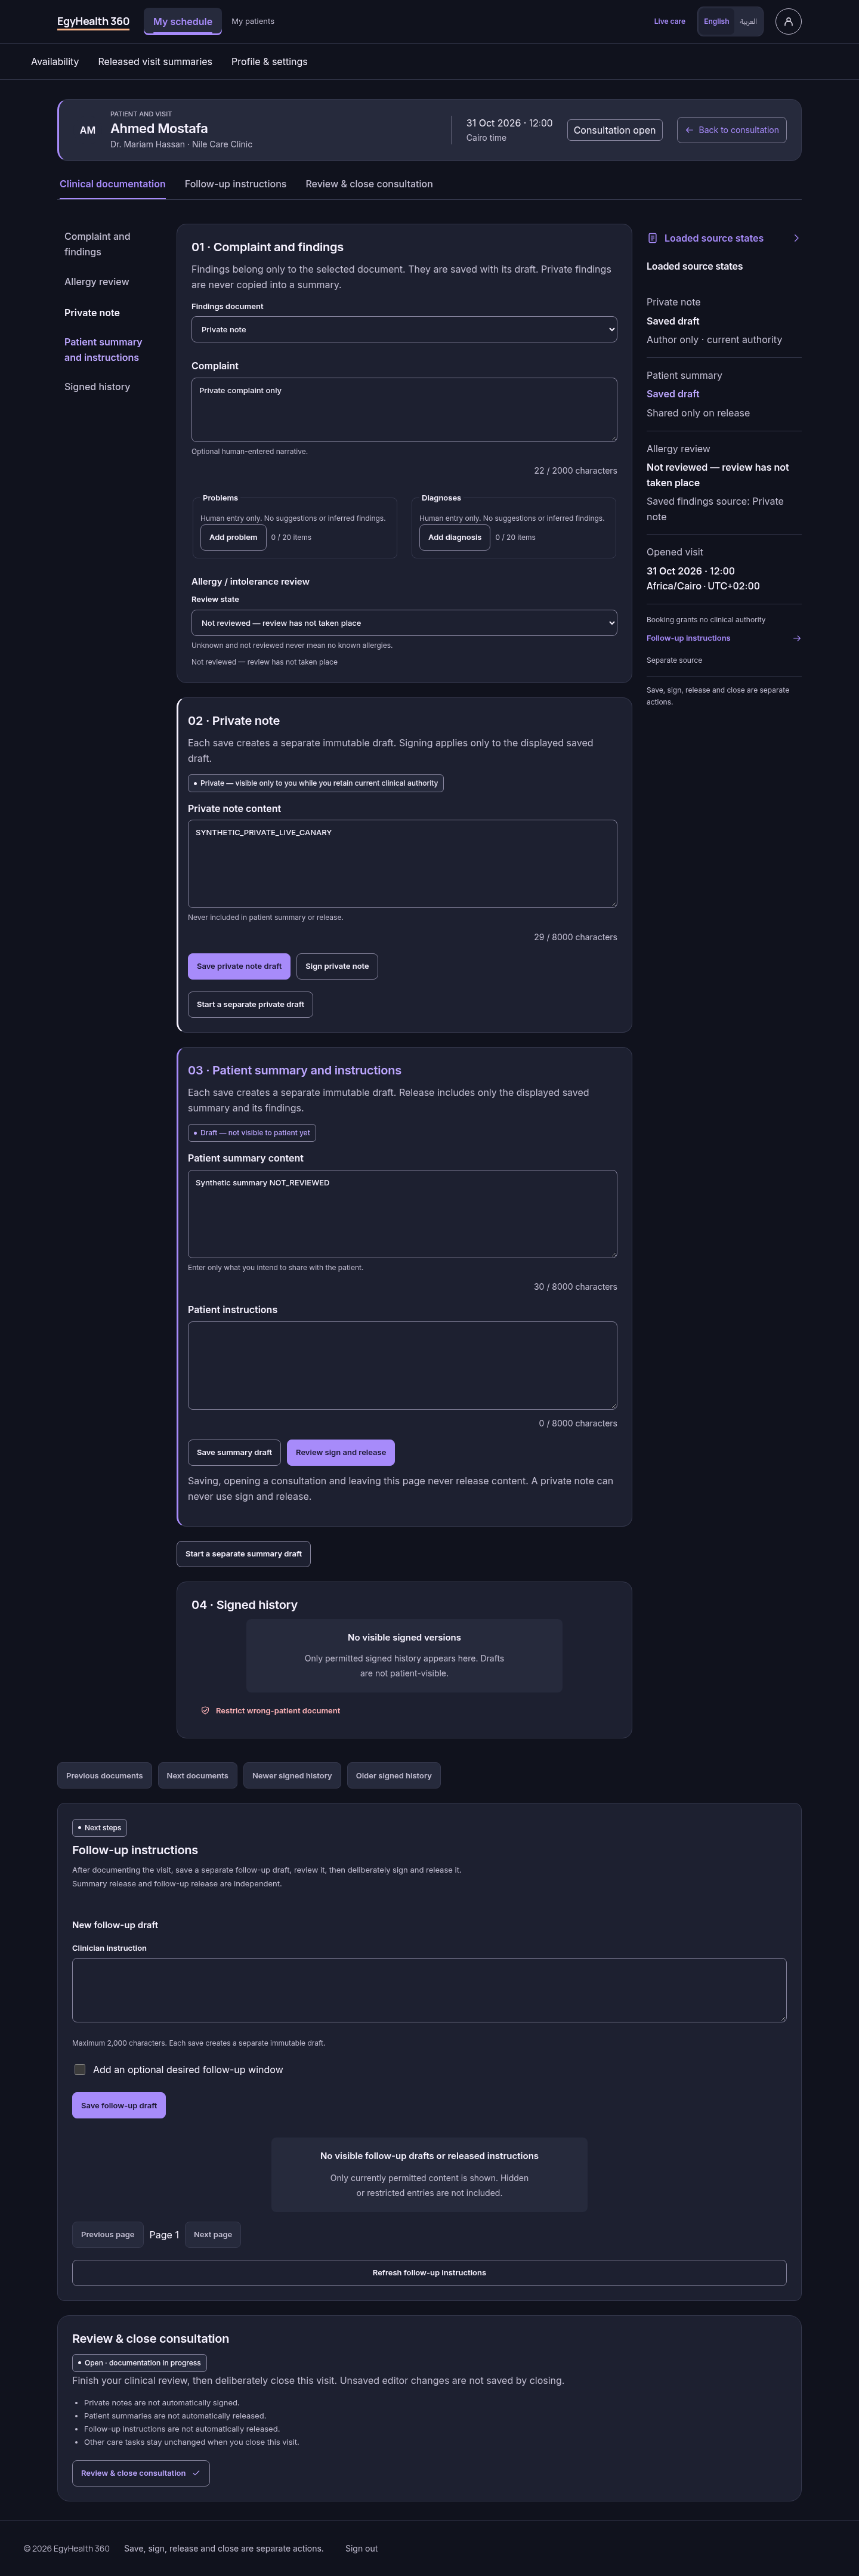 EgyHealth 360
My schedule
My patients
Live care
English
العربية
Availability
Released visit summaries
Profile & settings
AM
PATIENT AND VISIT
Ahmed Mostafa
Dr. Mariam Hassan · Nile Care Clinic
31 Oct 2026 · 12:00
Cairo time
Consultation open
← Back to consultation
Clinical documentation
Follow-up instructions
Review & close consultation
Complaint and
findings
Allergy review
Private note
Patient summary
and instructions
Signed history
01 · Complaint and findings
Findings belong only to the selected document. They are saved with its draft. Private findings
are never copied into a summary.
Findings document
Private note
Complaint
Private complaint only
Optional human-entered narrative.
22 / 2000 characters
Problems
Human entry only. No suggestions or inferred findings.
Add problem
0 / 20 items
Diagnoses
Human entry only. No suggestions or inferred findings.
Add diagnosis
0 / 20 items
Allergy / intolerance review
Review state
Not reviewed — review has not taken place
Unknown and not reviewed never mean no known allergies.
Not reviewed — review has not taken place
02 · Private note
Each save creates a separate immutable draft. Signing applies only to the displayed saved
draft.
• Private — visible only to you while you retain current clinical authority
Private note content
SYNTHETIC_PRIVATE_LIVE_CANARY
Never included in patient summary or release.
29 / 8000 characters
Save private note draft
Sign private note
Start a separate private draft
03 · Patient summary and instructions
Each save creates a separate immutable draft. Release includes only the displayed saved
summary and its findings.
• Draft — not visible to patient yet
Patient summary content
Synthetic summary NOT_REVIEWED
Enter only what you intend to share with the patient.
30 / 8000 characters
Patient instructions
0 / 8000 characters
Save summary draft
Review sign and release
Saving, opening a consultation and leaving this page never release content. A private note can
never use sign and release.
Start a separate summary draft
04 · Signed history
No visible signed versions
Only permitted signed history appears here. Drafts
are not patient-visible.
Restrict wrong-patient document
Loaded source states
Loaded source states
Private note
Saved draft
Author only · current authority
Patient summary
Saved draft
Shared only on release
Allergy review
Not reviewed — review has not
taken place
Saved findings source: Private
note
Opened visit
31 Oct 2026 · 12:00
Africa/Cairo · UTC+02:00
Booking grants no clinical authority
Follow-up instructions →
Separate source
Save, sign, release and close are separate
actions.
Previous documents
Next documents
Newer signed history
Older signed history
• Next steps
Follow-up instructions
After documenting the visit, save a separate follow-up draft, review it, then deliberately sign and release it.
Summary release and follow-up release are independent.
New follow-up draft
Clinician instruction
Maximum 2,000 characters. Each save creates a separate immutable draft.
Add an optional desired follow-up window
Save follow-up draft
No visible follow-up drafts or released instructions
Only currently permitted content is shown. Hidden
or restricted entries are not included.
Previous page
Page 1
Next page
Refresh follow-up instructions
Review & close consultation
• Open · documentation in progress
Finish your clinical review, then deliberately close this visit. Unsaved editor changes are not saved by closing.
• Private notes are not automatically signed.
• Patient summaries are not automatically released.
• Follow-up instructions are not automatically released.
• Other care tasks stay unchanged when you close this visit.
Review & close consultation
© 2026 EgyHealth 360
Save, sign, release and close are separate actions.
Sign out